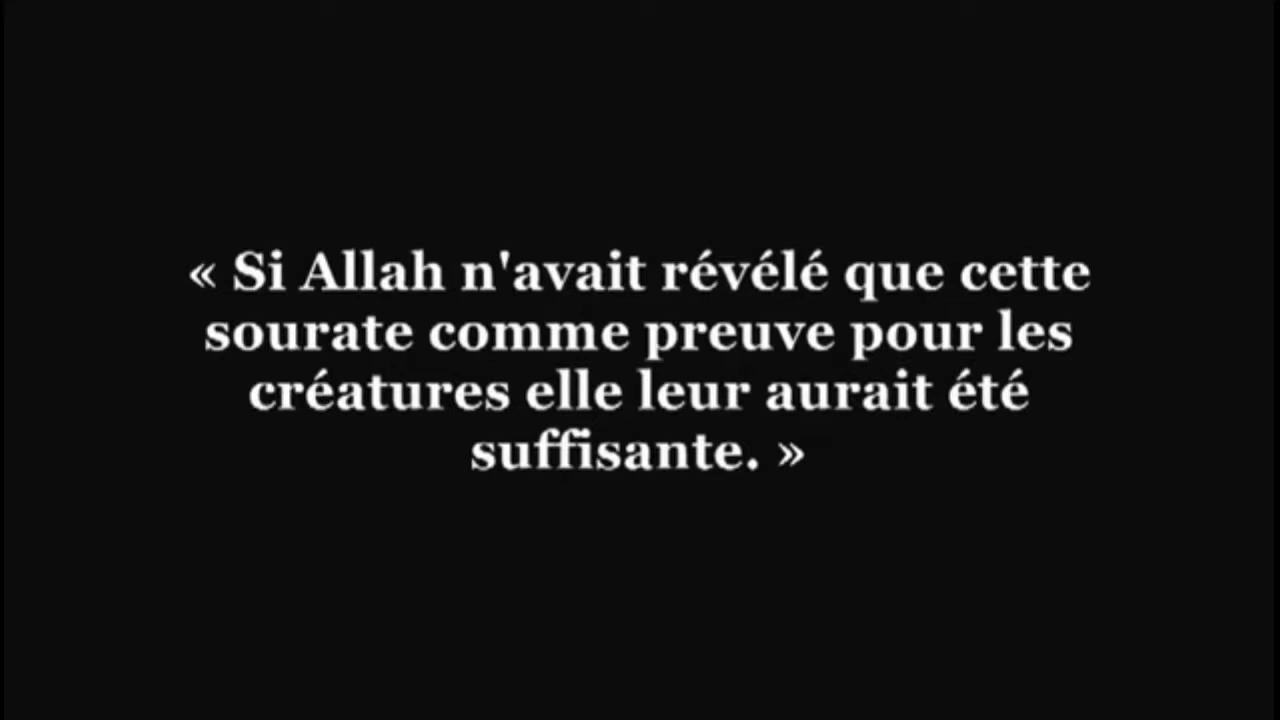 « Si Allah n'avait révélé que cette
sourate comme preuve pour les
créatures elle leur aurait été
suffisante. »